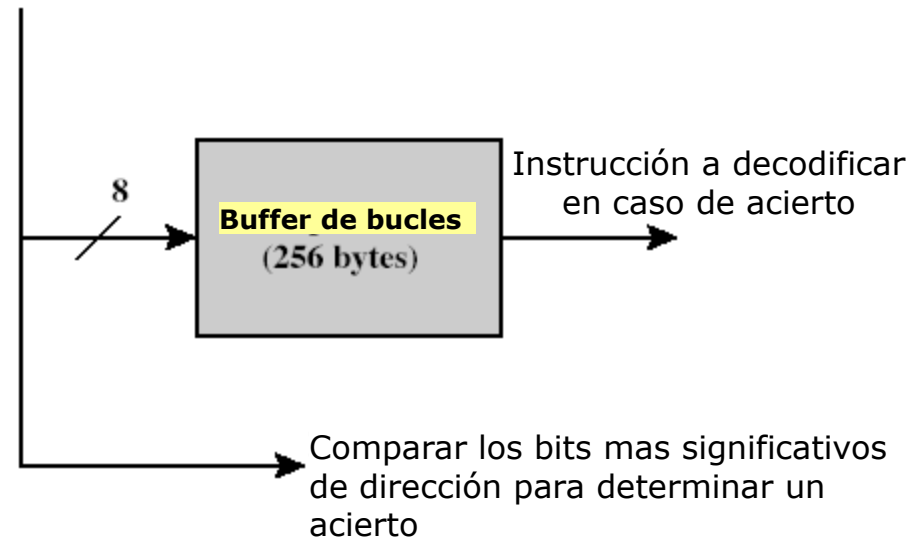 8
Buffer de bucles
(256 bytes)
Instrucción a decodificar
en caso de acierto
Comparar los bits mas significativos
de dirección para determinar un
acierto